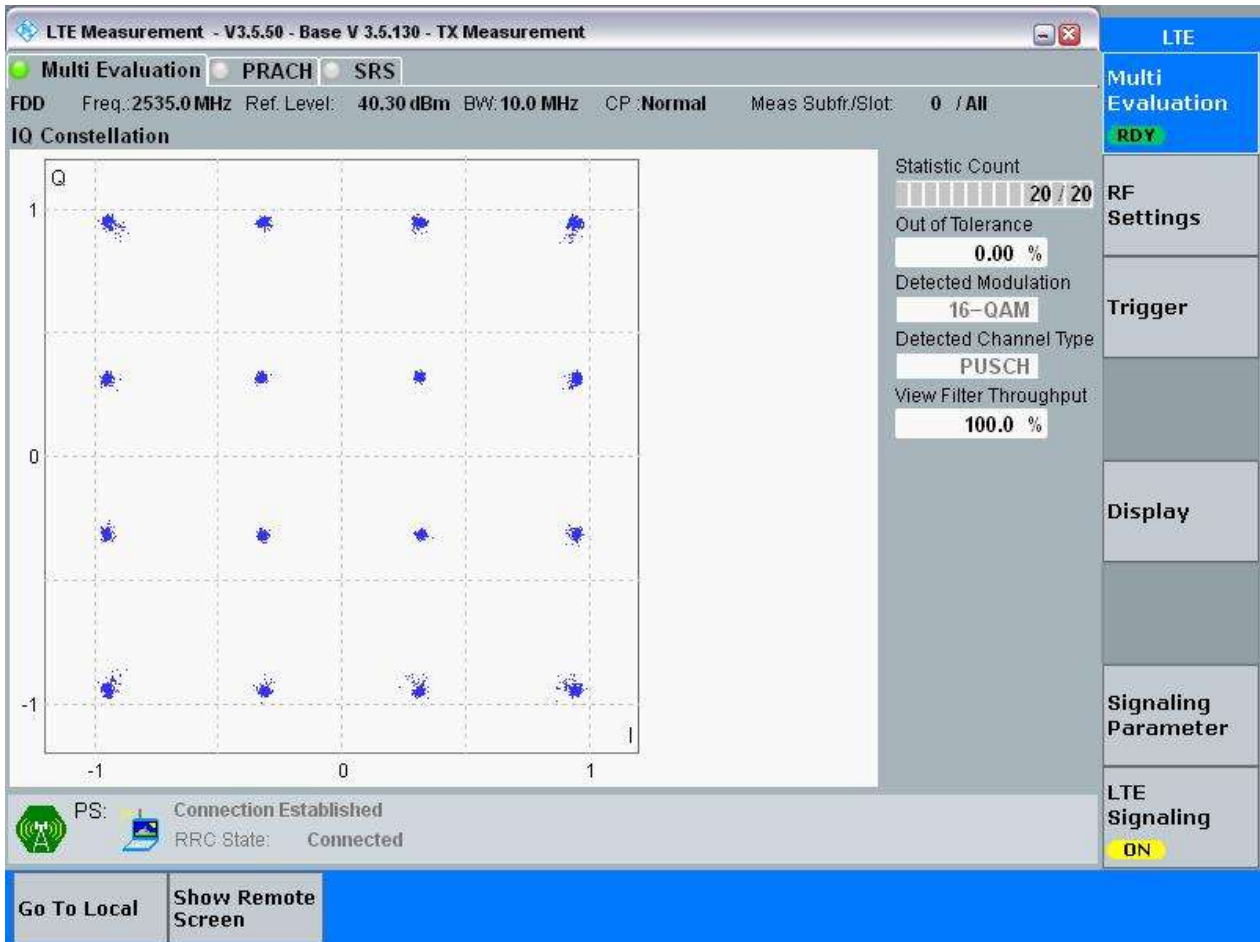 LTE Measurement - V3.5.50 - Base V 3.5.130 - TX Measurement
Multi Evaluation PRACH SRS
FDD Freq.:2535.0 MHz Ref. Level: 40.30 dBm BW:10.0 MHz CP :Normal Meas Subfr./Slot: 0 / All
IQ Constellation
Q
1
0
-1
I
-1 0 1
Statistic Count
20 / 20
Out of Tolerance
0.00 %
Detected Modulation
16-QAM
Detected Channel Type
PUSCH
View Filter Throughput
100.0 %
PS: Connection Established
RRC State: Connected
LTE
Multi
Evaluation
RDY
RF
Settings
Trigger
Display
Signaling
Parameter
LTE
Signaling
ON
Go To Local
Show Remote
Screen